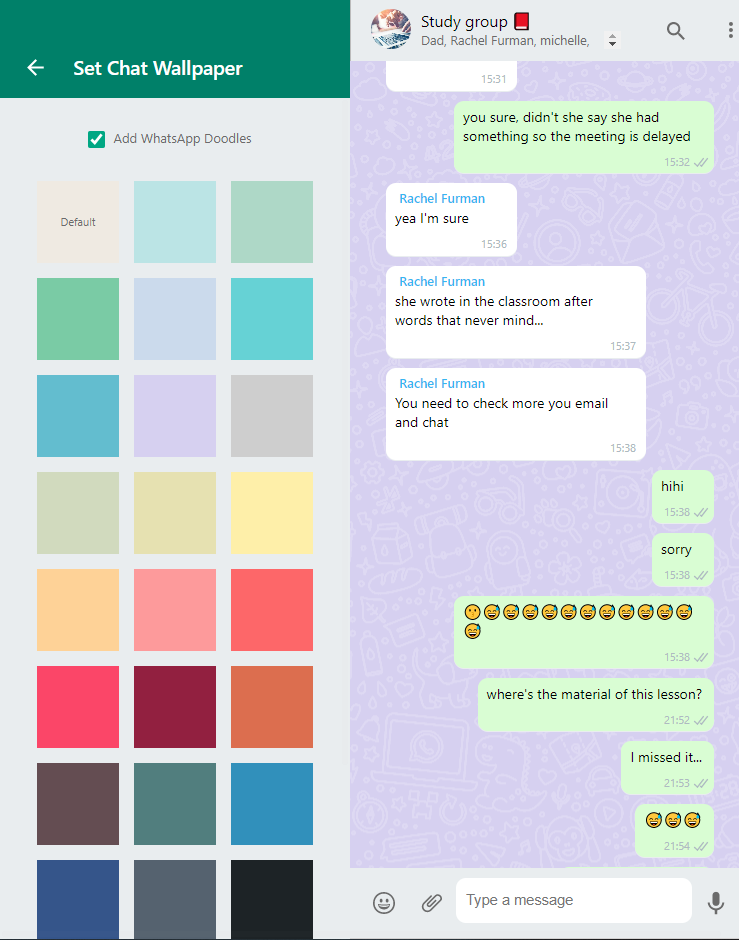 Set Chat Wallpaper
Add WhatsApp Doodles
Default
Study group
Dad, Rachel Furman, michelle,
15:31
you sure, didn't she say she had
something so the meeting is delayed
15:32
Rachel Furman
yea I'm sure
15:36
Rachel Furman
she wrote in the classroom after
words that never mind...
15:37
Rachel Furman
You need to check more you email
and chat
15:38
hihi
15:38
sorry
15:38
15:38
where's the material of this lesson?
21:52
I missed it...
21:53
21:54
Type a message